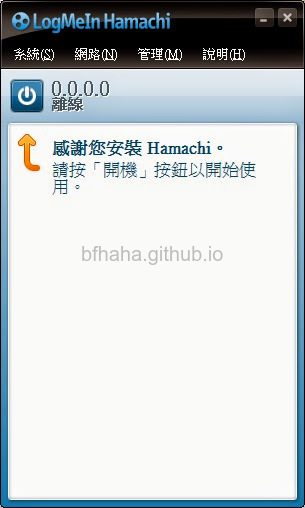 LogMeIn Hamachi
系統(S) 網路(N) 管理(M) 說明(H)
0.0.0.0
離線
感謝您安裝 Hamachi。
請按「開機」按鈕以開始使
用。
bfhaha.github.io